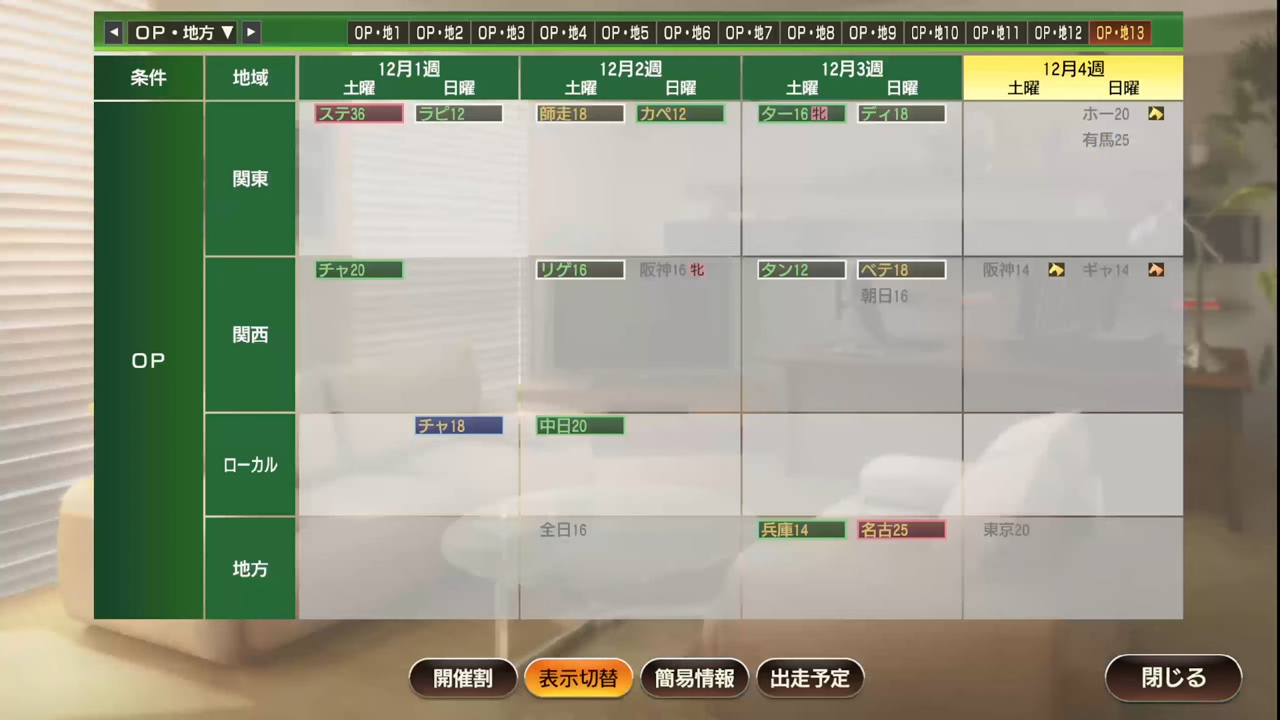 ◀ OP・地方▼ ▶ OP・地1 OP・地2 OP・地3 OP・地4 OP・地5 OP・地6 OP・地7 OP・地8 OP・地9 OP・地10 OP・地11 OP・地12 OP・地13
条件 地域 12月1週 12月2週 12月3週 12月4週
土曜 日曜 土曜 日曜 土曜 日曜 土曜 日曜
ステ36 ラピ12 師走18 カペ12 ター16牝 ディ18 ホー20
有馬25
関東
チャ20 リゲ16 阪神16牝 タン12 ベテ18 阪神14 ギャ14
朝日16
関西
OP
チャ18 中日20
ローカル
全日16 兵庫14 名古25 東京20
地方
開催割 表示切替 簡易情報 出走予定 閉じる